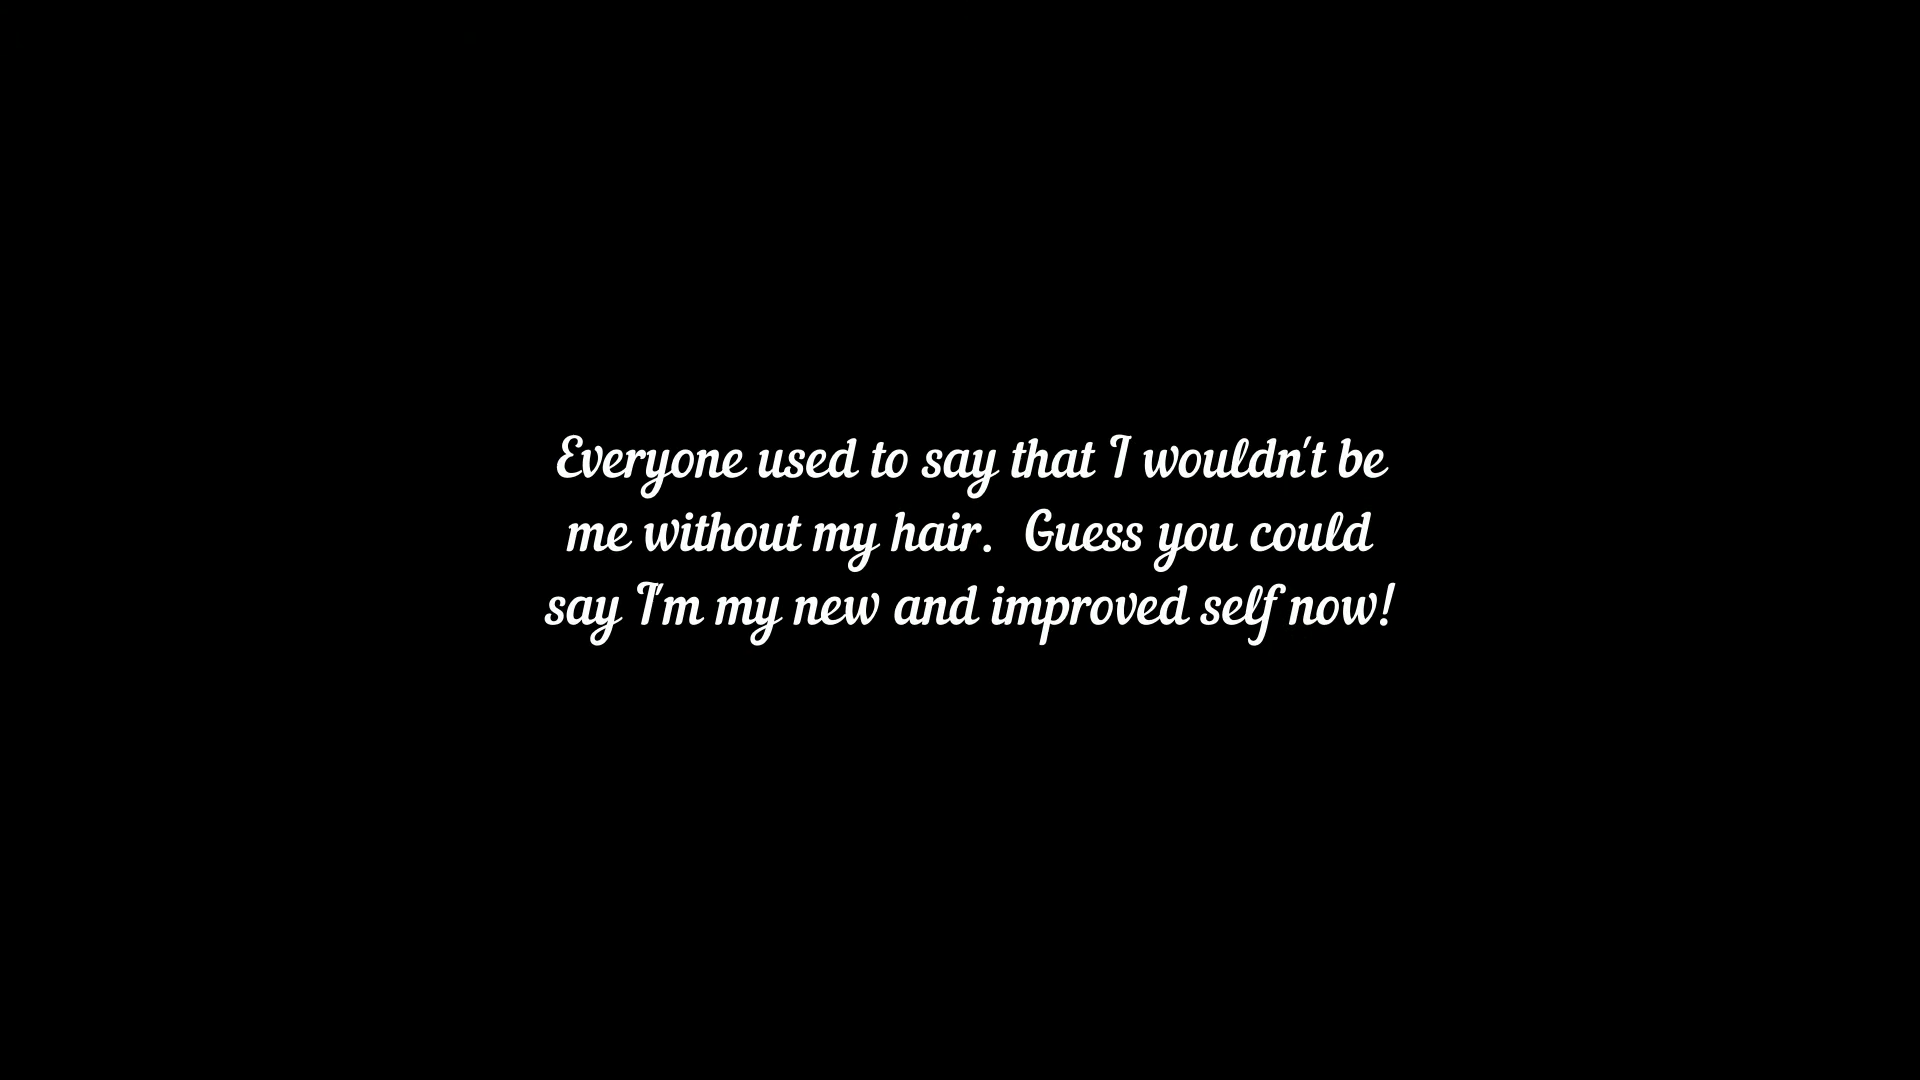 Everyone used to say that I wouldn't be
me without my hair.  Guess you could
say I'm my new and improved self now!